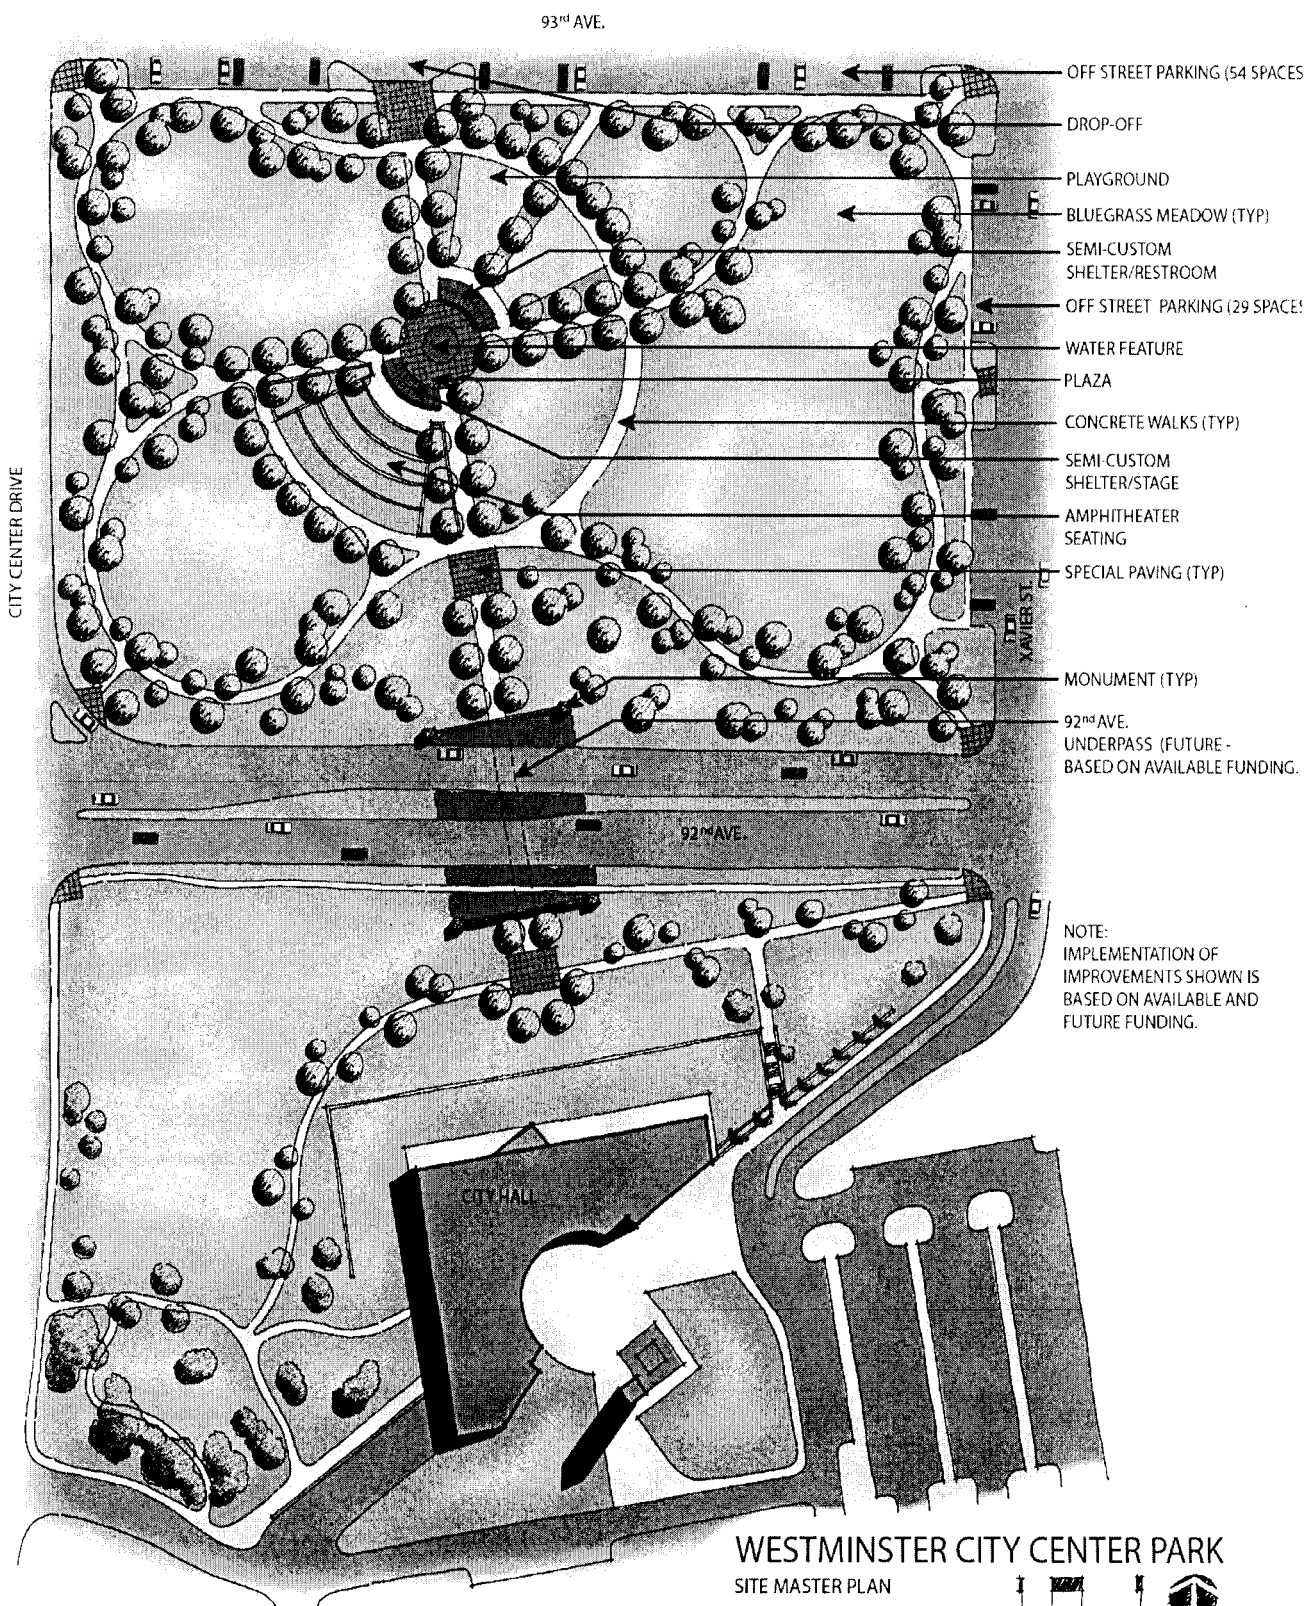 93rd AVE.
OFF STREET PARKING (54 SPACES
DROP-OFF
PLAYGROUND
BLUEGRASS MEADOW (TYP)
SEMI-CUSTOM
SHELTER/RESTROOM
OFF STREET PARKING (29 SPACES
WATER FEATURE
PLAZA
CONCRETE WALKS (TYP)
SEMI-CUSTOM
SHELTER/STAGE
AMPHITHEATER
SEATING
SPECIAL PAVING (TYP)
CITY CENTER DRIVE
XAVIER ST.
MONUMENT (TYP)
92nd AVE.
UNDERPASS (FUTURE -
BASED ON AVAILABLE FUNDING.
92nd AVE.
NOTE:
IMPLEMENTATION OF
IMPROVEMENTS SHOWN IS
BASED ON AVAILABLE AND
FUTURE FUNDING.
CITY HALL
WESTMINSTER CITY CENTER PARK
SITE MASTER PLAN